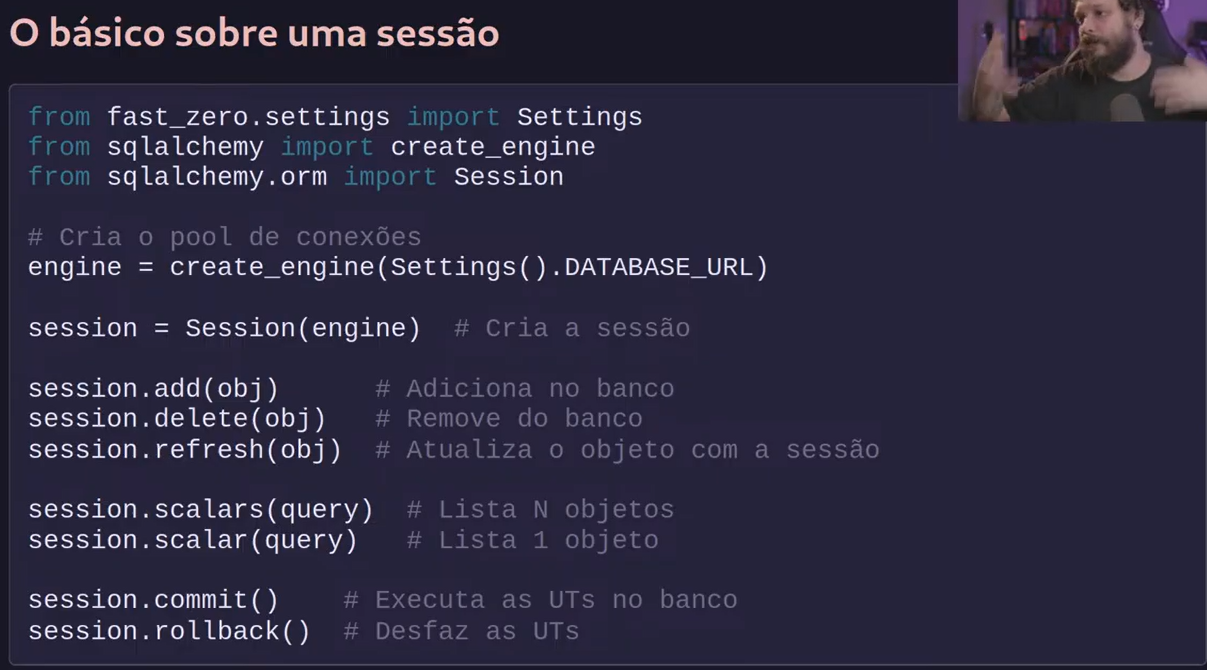 O básico sobre uma sessão
from fast_zero.settings import Settings
from sqlalchemy import create_engine
from sqlalchemy.orm import Session
# Cria o pool de conexões
engine = create_engine(Settings().DATABASE_URL)
session = Session(engine)  # Cria a sessão
session.add(obj)      # Adiciona no banco
session.delete(obj)   # Remove do banco
session.refresh(obj)  # Atualiza o objeto com a sessão
session.scalars(query)  # Lista N objetos
session.scalar(query)   # Lista 1 objeto
session.commit()    # Executa as UTs no banco
session.rollback()  # Desfaz as UTs